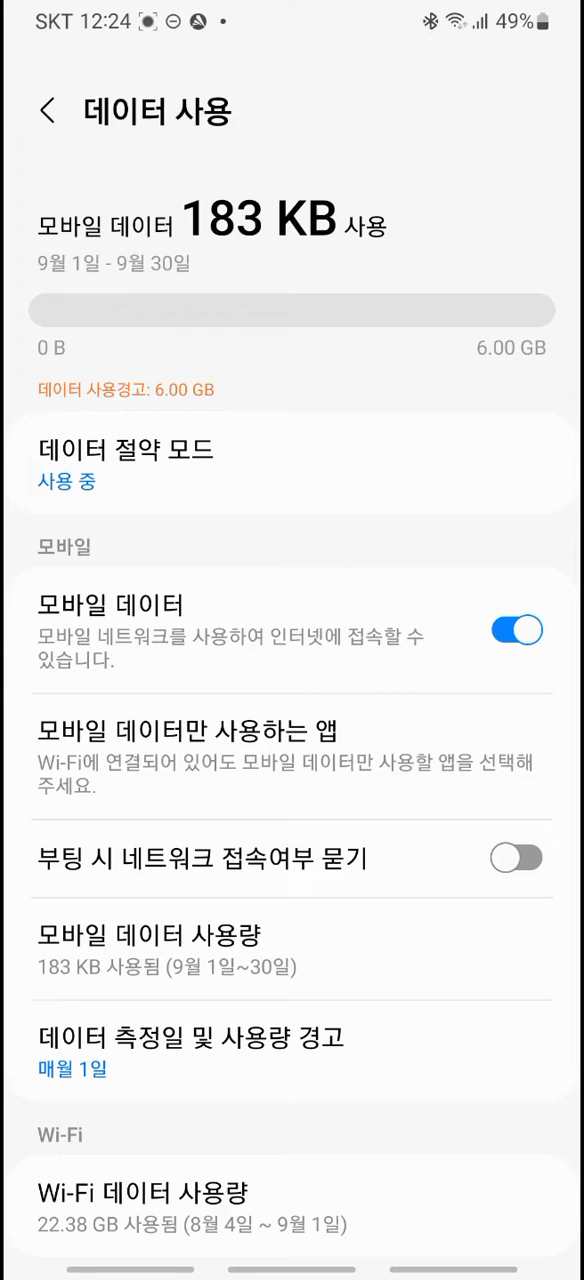 SKT 12:24 49%
데이터 사용
모바일 데이터 183 KB 사용
9월 1일 - 9월 30일
0 B 6.00 GB
데이터 사용경고: 6.00 GB
데이터 절약 모드
사용 중
모바일
모바일 데이터
모바일 네트워크를 사용하여 인터넷에 접속할 수
있습니다.
모바일 데이터만 사용하는 앱
Wi-Fi에 연결되어 있어도 모바일 데이터만 사용할 앱을 선택해
주세요.
부팅 시 네트워크 접속여부 묻기
모바일 데이터 사용량
183 KB 사용됨 (9월 1일~30일)
데이터 측정일 및 사용량 경고
매월 1일
Wi-Fi
Wi-Fi 데이터 사용량
22.38 GB 사용됨 (8월 4일 ~ 9월 1일)